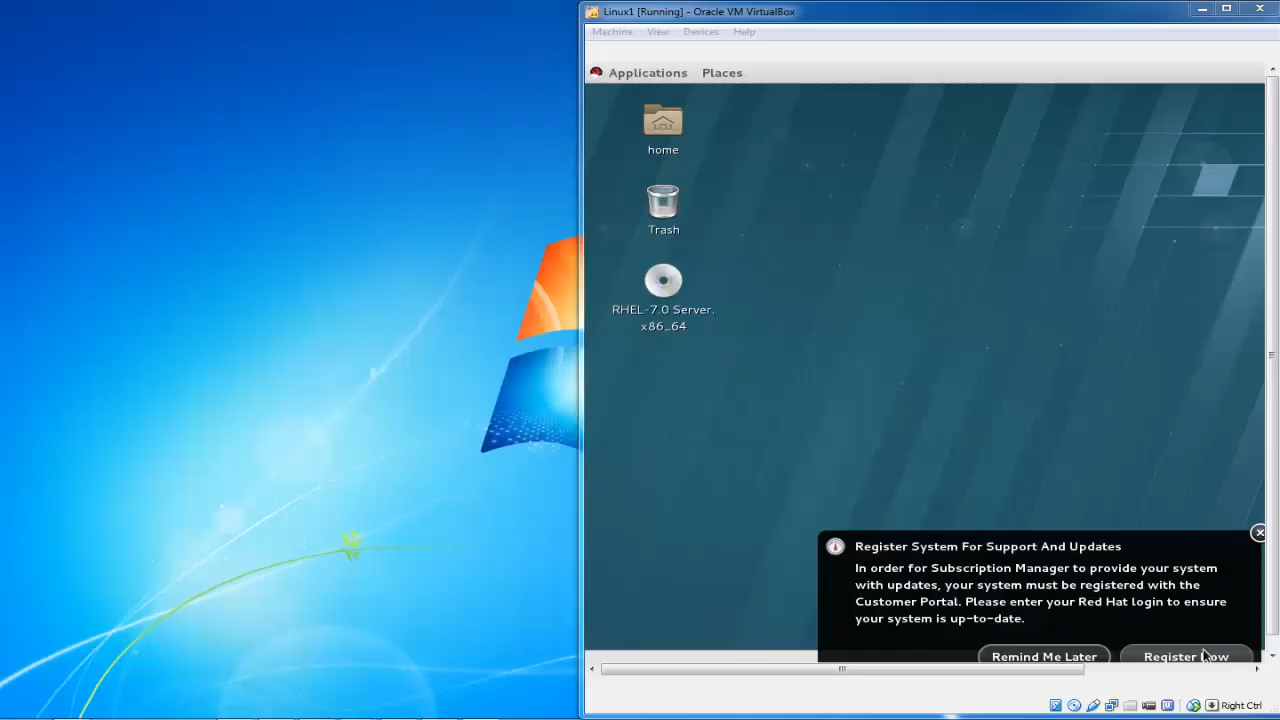 Linux1 [Running] - Oracle VM VirtualBox
Machine View Devices Help
Applications Places
home
Trash
RHEL-7.0 Server.
x86_64
Register System For Support And Updates
In order for Subscription Manager to provide your system
with updates, your system must be registered with the
Customer Portal. Please enter your Red Hat login to ensure
your system is up-to-date.
Remind Me Later Register Now
Right Ctrl